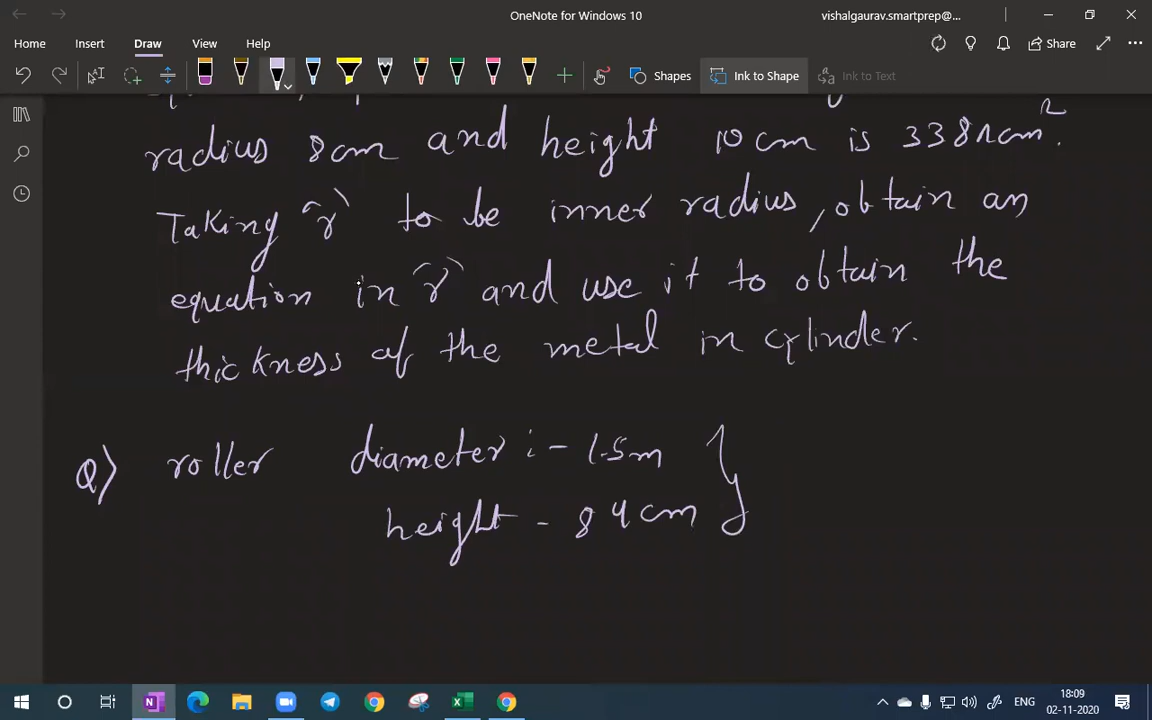 OneNote for Windows 10
vishalgaurav.smartprep@...
Home Insert Draw View Help
Share
Shapes
Ink to Shape
Ink to Text
radius 8cm and height 10 cm is 338πcm².
Taking "r" to be inner radius, obtain an
equation in "r" and use it to obtain the
thickness of the metal in cylinder.
Q) roller diameter :- 1.5m
height - 84cm
ENG
18:09
02-11-2020